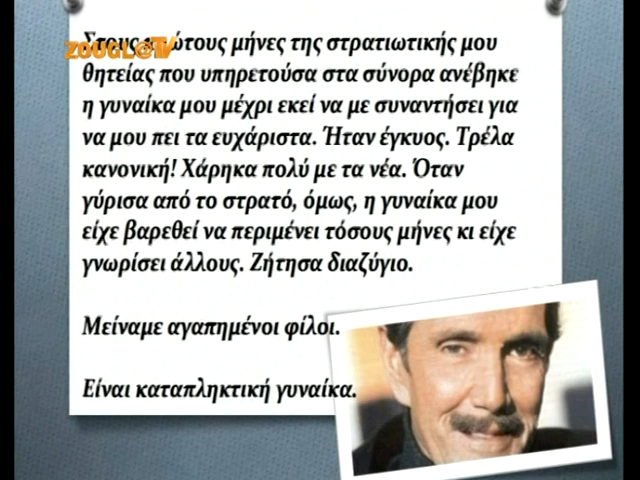 ZOUGL@TV
Στους πρώτους μήνες της στρατιωτικής μου
θητείας που υπηρετούσα στα σύνορα ανέβηκε
η γυναίκα μου μέχρι εκεί να με συναντήσει για
να μου πει τα ευχάριστα. Ήταν έγκυος. Τρέλα
κανονική! Χάρηκα πολύ με τα νέα. Όταν
γύρισα από το στρατό, όμως, η γυναίκα μου
είχε βαρεθεί να περιμένει τόσους μήνες κι είχε
γνωρίσει άλλους. Ζήτησα διαζύγιο.
Μείναμε αγαπημένοι φίλοι.
Είναι καταπληκτική γυναίκα.